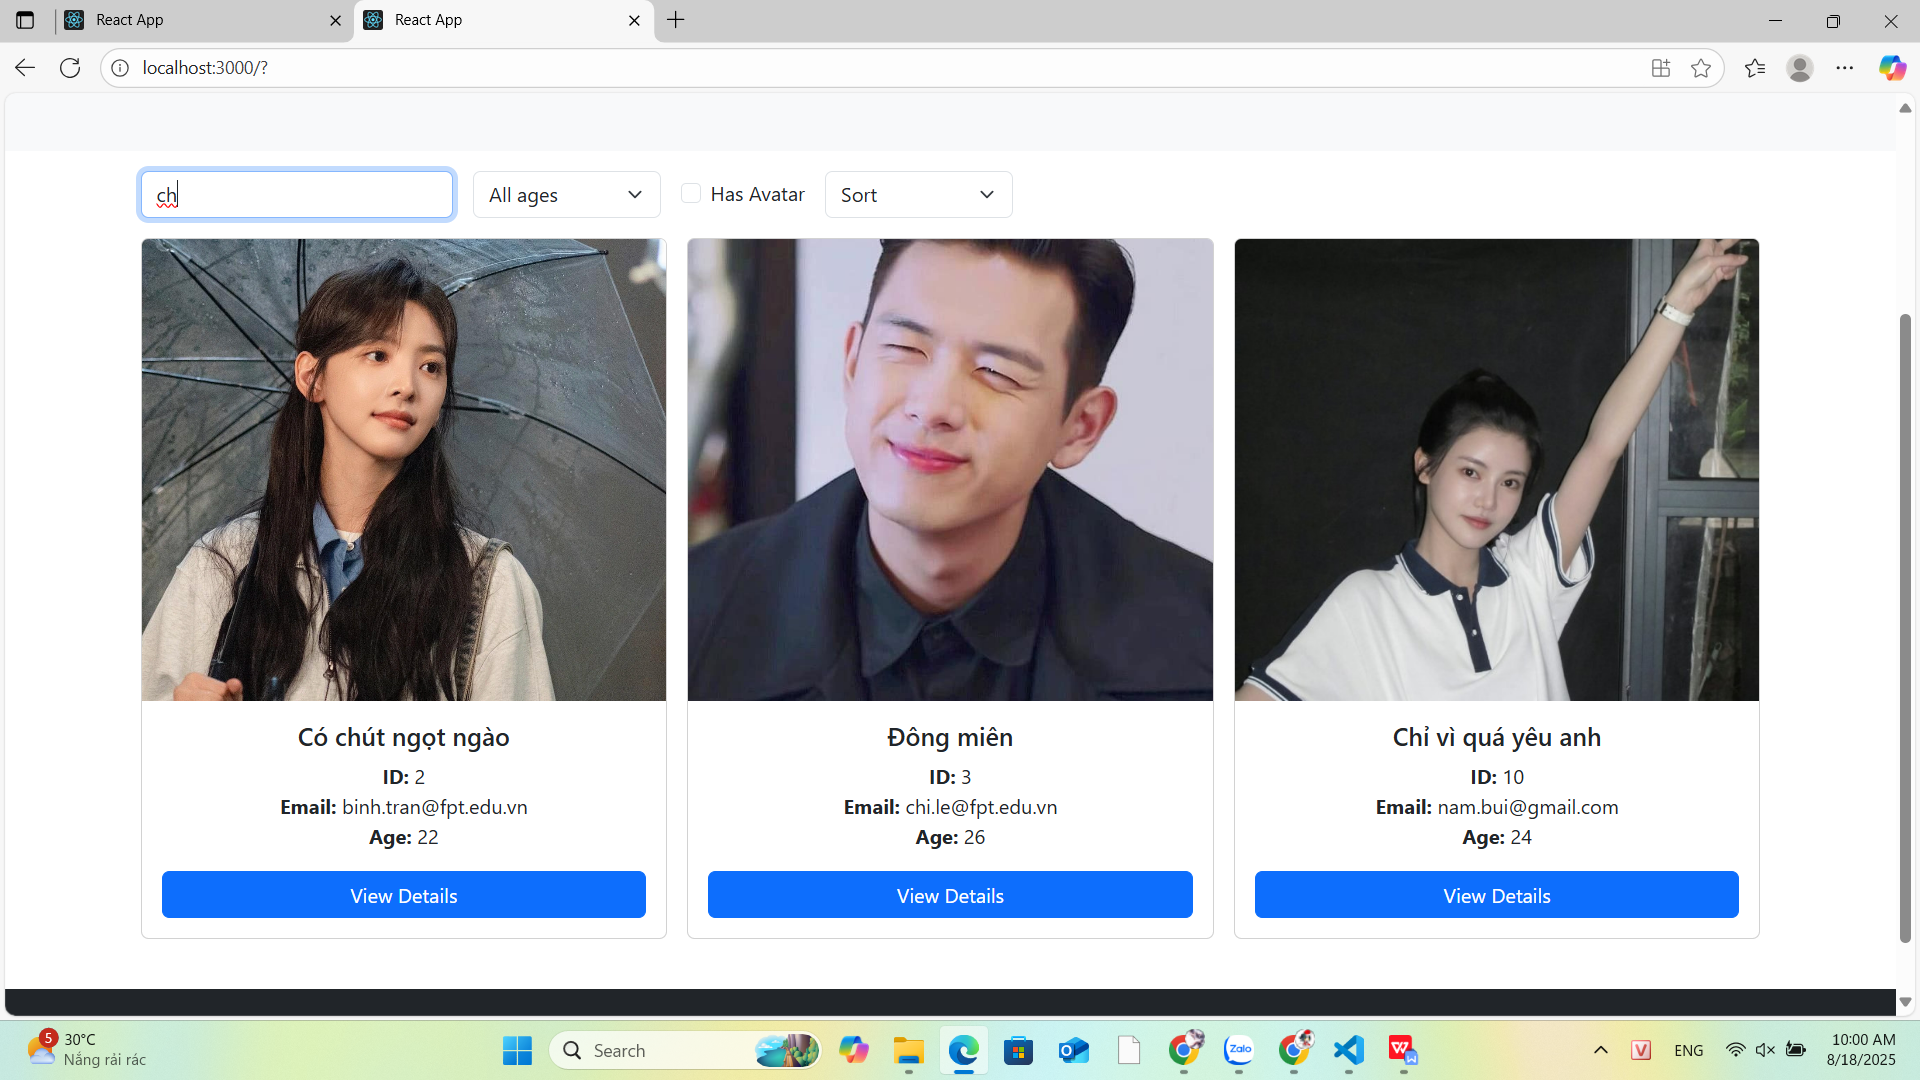 React App
React App
localhost:3000/?
ch
All ages
Has Avatar
Sort
Có chút ngọt ngào
ID: 2
Email: binh.tran@fpt.edu.vn
Age: 22
View Details
Đông miên
ID: 3
Email: chi.le@fpt.edu.vn
Age: 26
View Details
Chỉ vì quá yêu anh
ID: 10
Email: nam.bui@gmail.com
Age: 24
View Details
5
30°C
Nắng rải rác
Search
Zalo
W
V
ENG
10:00 AM
8/18/2025